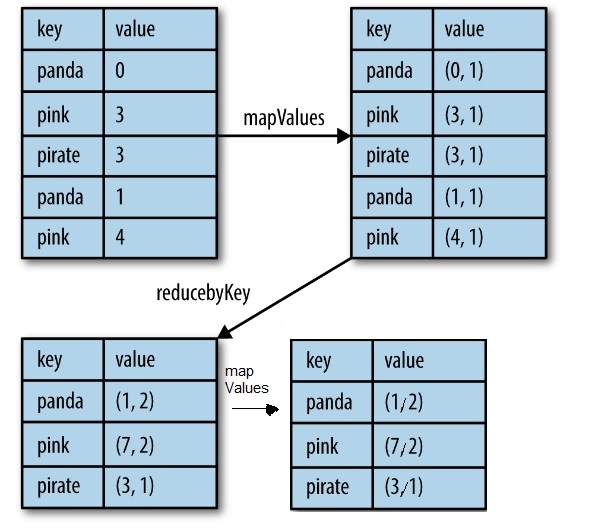 key value
panda 0
pink 3
pirate 3
panda 1
pink 4
mapValues
key value
panda (0, 1)
pink (3, 1)
pirate (3, 1)
panda (1, 1)
pink (4, 1)
reducebyKey
key value
panda (1, 2)
pink (7, 2)
pirate (3, 1)
map
Values
key value
panda (1/2)
pink (7/2)
pirate (3/1)